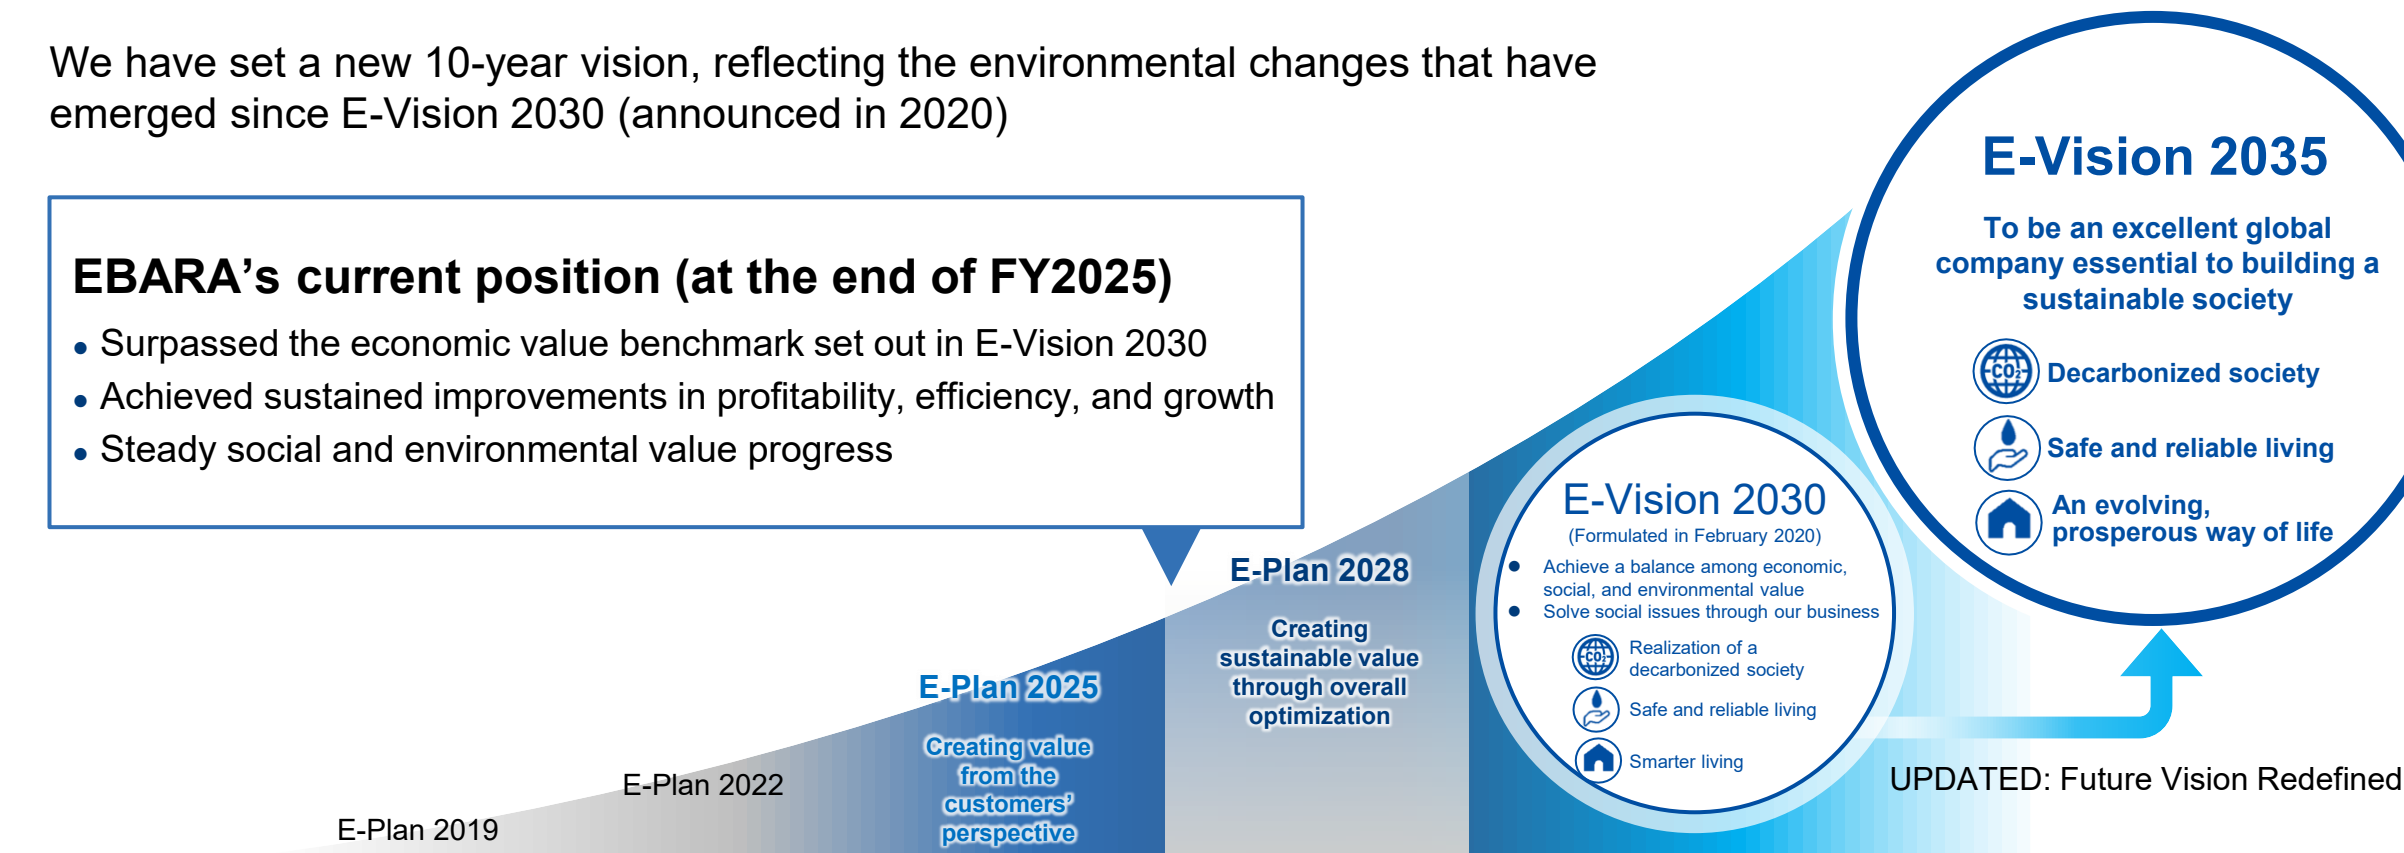 We have set a new 10-year vision, reflecting the environmental changes that have
emerged since E-Vision 2030 (announced in 2020)
EBARA’s current position (at the end of FY2025)
• Surpassed the economic value benchmark set out in E-Vision 2030
• Achieved sustained improvements in profitability, efficiency, and growth
• Steady social and environmental value progress
E-Plan 2019
E-Plan 2022
E-Plan 2025
Creating value
from the
customers’
perspective
E-Plan 2028
Creating
sustainable value
through overall
optimization
E-Vision 2030
(Formulated in February 2020)
● Achieve a balance among economic,
social, and environmental value
● Solve social issues through our business
CO2
Realization of a
decarbonized society
Safe and reliable living
Smarter living
E-Vision 2035
To be an excellent global
company essential to building a
sustainable society
CO2
Decarbonized society
Safe and reliable living
An evolving,
prosperous way of life
UPDATED: Future Vision Redefined